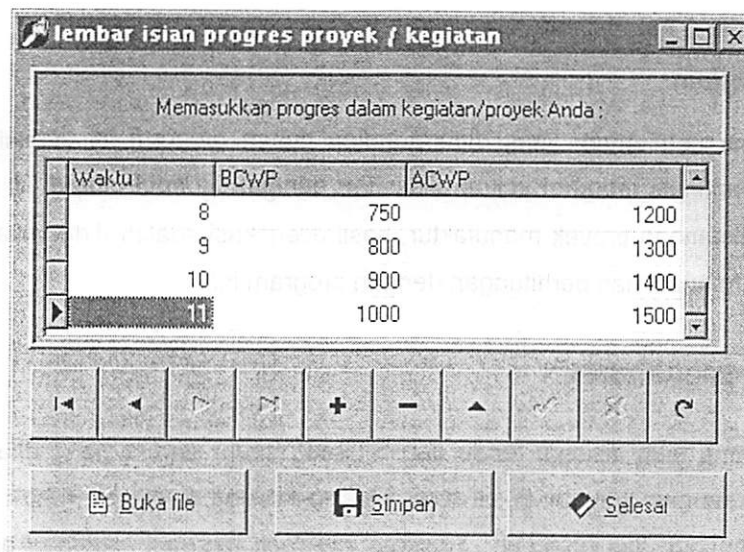 lembar isian progres proyek / kegiatan
Memasukkan progres dalam kegiatan/proyek Anda :
Waktu BCWP ACWP
8 750 1200
9 800 1300
10 900 1400
11 1000 1500
Buka file Simpan Selesai